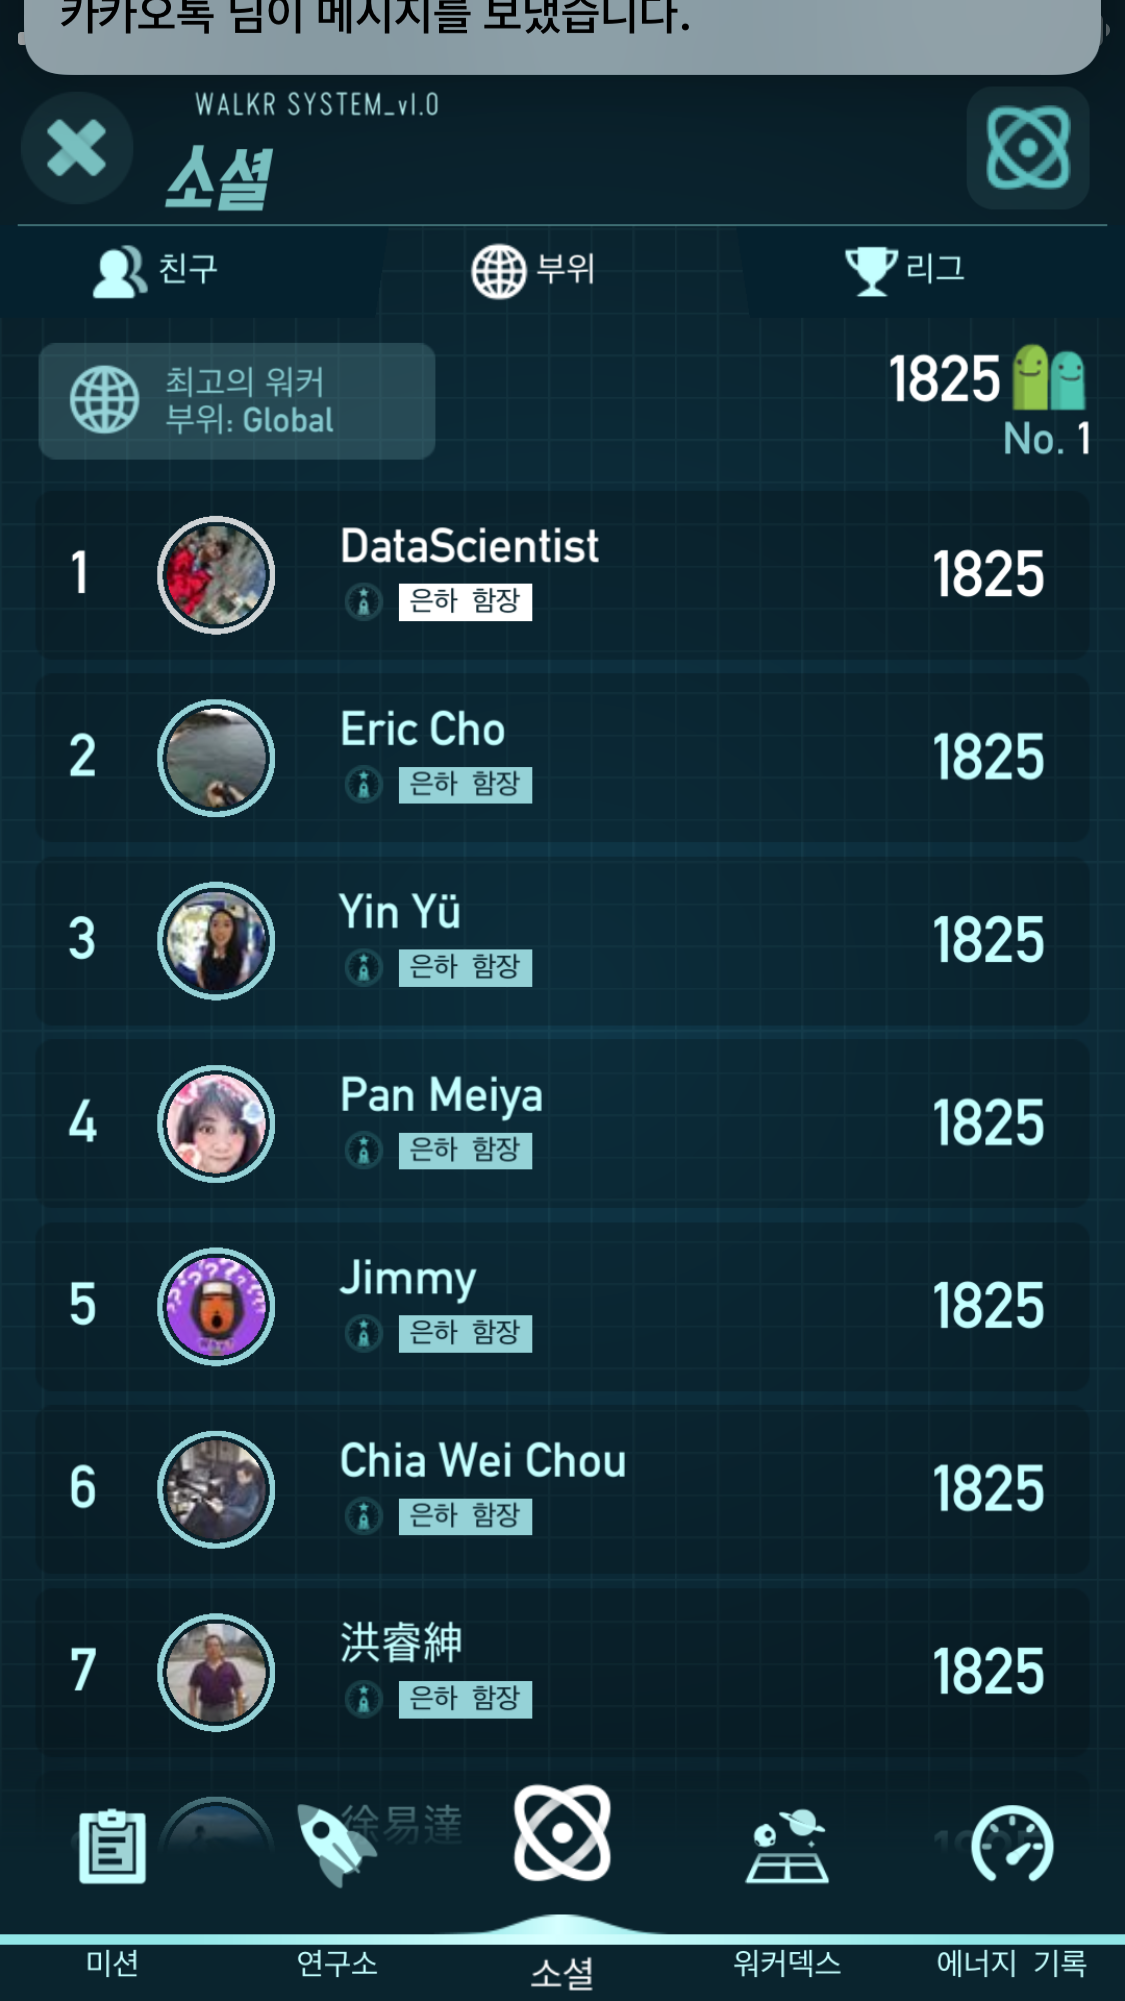 카카오톡 님이 메시지를 보냈습니다.
WALKR SYSTEM_v1.0
소셜
친구
부위
리그
최고의 워커
부위: Global
1825
No. 1
1
DataScientist
은하 함장
1825
2
Eric Cho
은하 함장
1825
3
Yin Yü
은하 함장
1825
4
Pan Meiya
은하 함장
1825
5
Jimmy
은하 함장
1825
6
Chia Wei Chou
은하 함장
1825
7
洪睿紳
은하 함장
1825
徐易達
미션
연구소
소셜
워커덱스
에너지 기록